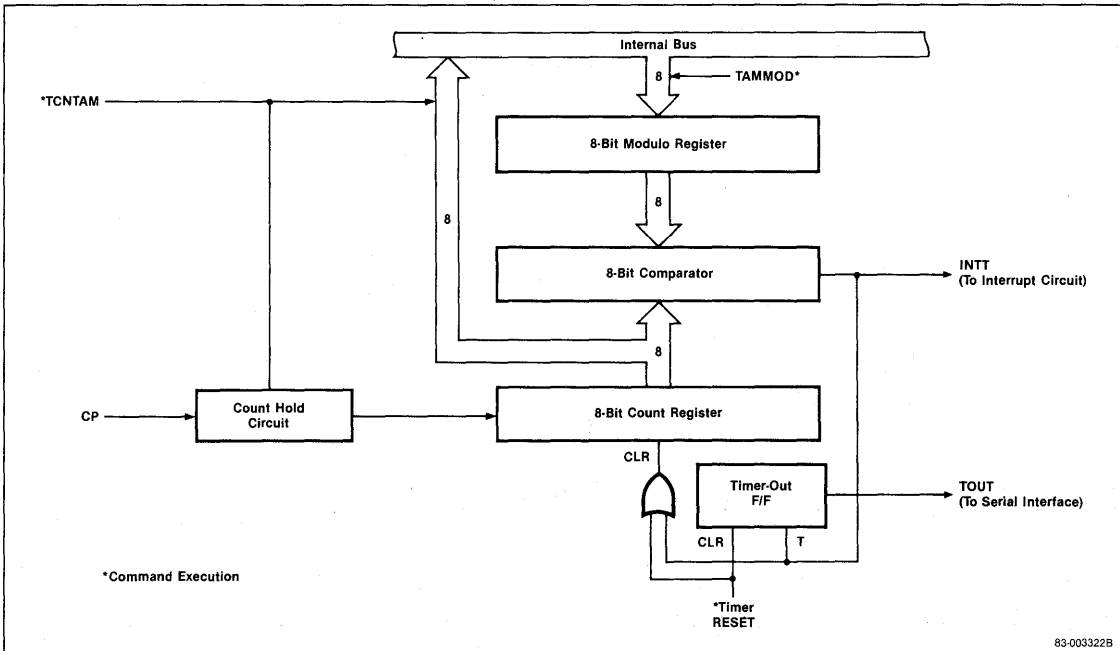 Internal Bus
8
TAMMOD*
*TCNTAM
8-Bit Modulo Register
8
8
8-Bit Comparator
INTT
(To Interrupt Circuit)
8
CP
Count Hold
Circuit
8-Bit Count Register
CLR
Timer-Out
F/F
TOUT
(To Serial Interface)
CLR
T
*Command Execution
*Timer
RESET
83-003322B